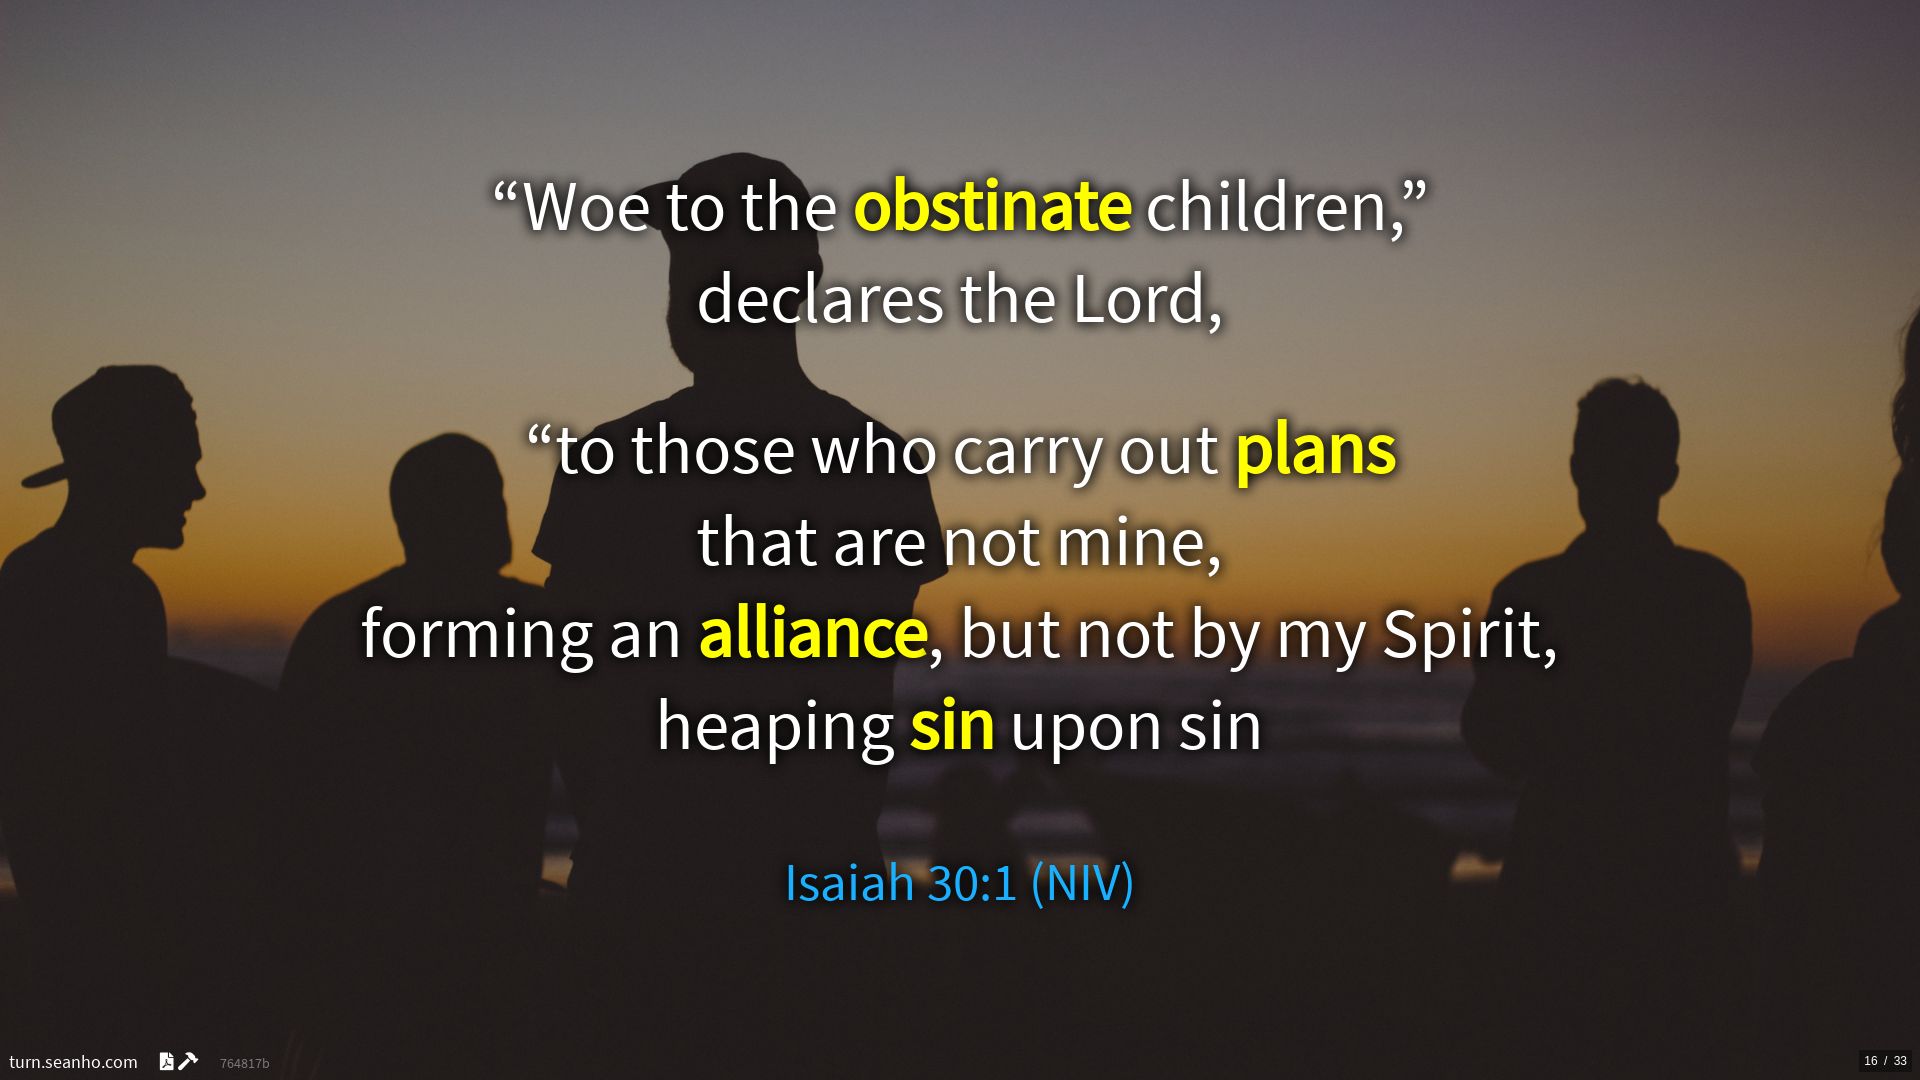 “Woe to the obstinate children,”
declares the Lord,
“to those who carry out plans
that are not mine,
forming an alliance, but not by my Spirit,
heaping sin upon sin
Isaiah 30:1 (NIV)
turn.seanho.com 764817b
16 / 33